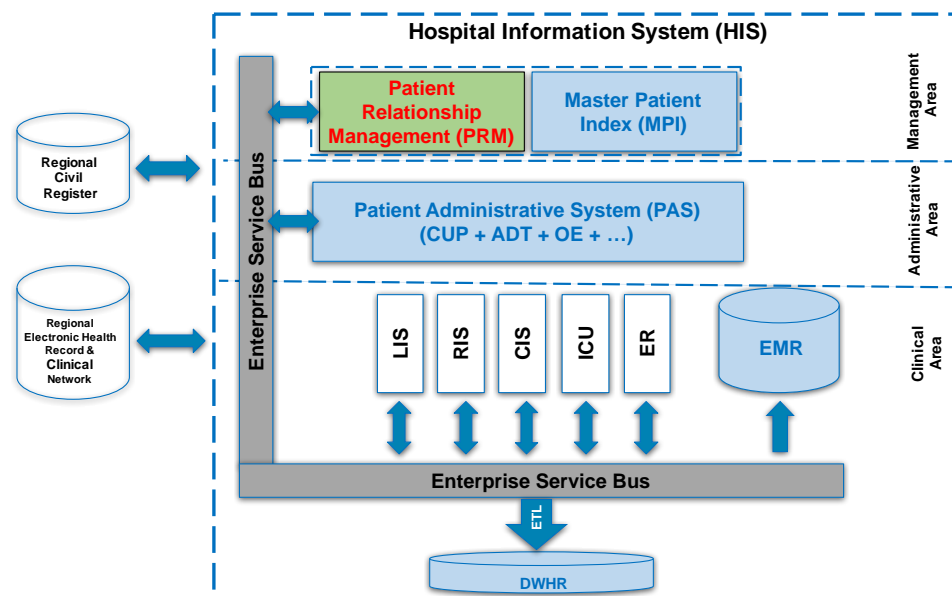 Hospital Information System (HIS)
Patient
Relationship
Management (PRM)
Master Patient
Index (MPI)
Management
Area
Regional
Civil
Register
Enterprise Service Bus
Patient Administrative System (PAS)
(CUP + ADT + OE + …)
Administrative
Area
Regional
Electronic Health
Record &
Clinical
Network
LIS
RIS
CIS
ICU
ER
EMR
Clinical
Area
Enterprise Service Bus
ETL
DWHR